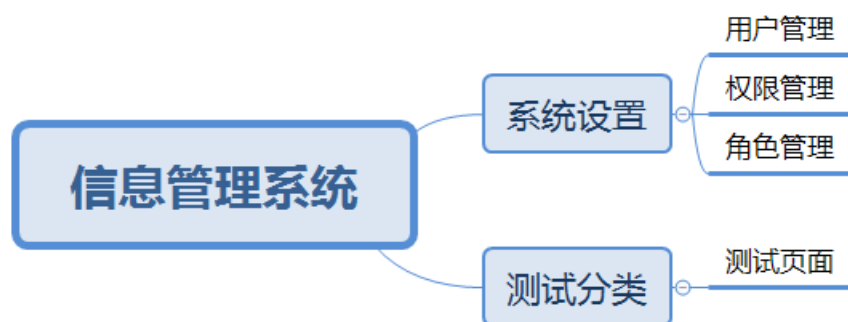 信息管理系统
系统设置
用户管理
权限管理
角色管理
测试分类
测试页面